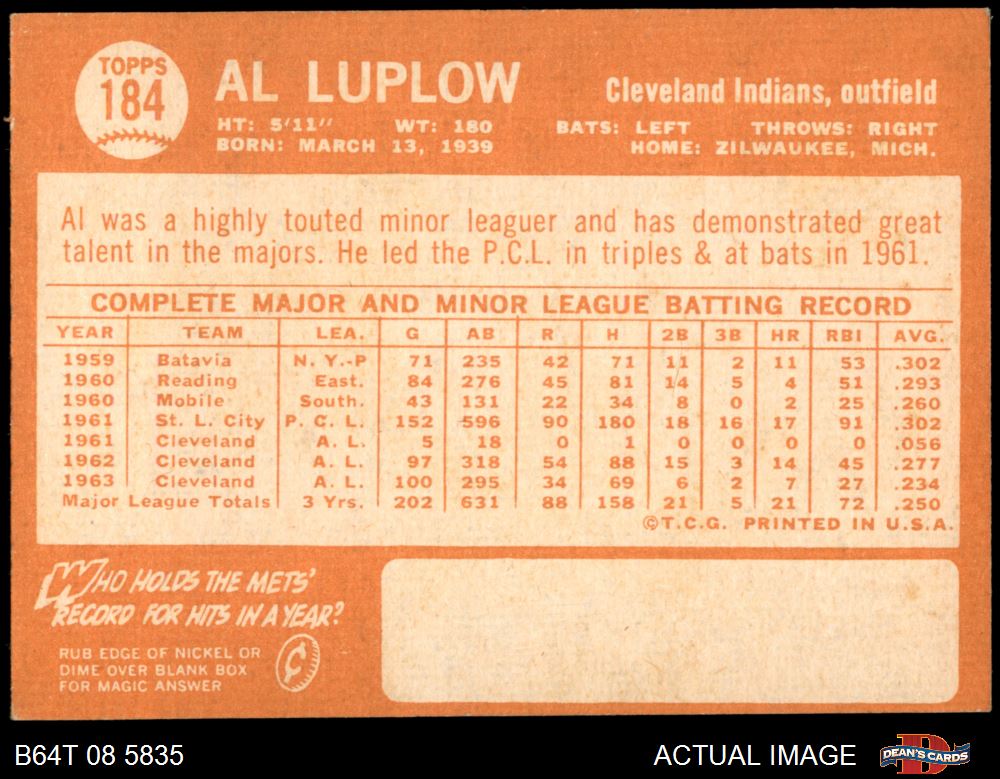 TOPPS
184
AL LUPLOW
Cleveland Indians, outfield
HT: 5'11" WT: 180 BATS: LEFT THROWS: RIGHT
BORN: MARCH 13, 1939 HOME: ZILWAUKEE, MICH.
Al was a highly touted minor leaguer and has demonstrated great
talent in the majors. He led the P.C.L. in triples & at bats in 1961.
COMPLETE MAJOR AND MINOR LEAGUE BATTING RECORD
YEAR TEAM LEA. G AB R H 2B 3B HR RBI AVG.
1959 Batavia N. Y.-P 71 235 42 71 11 2 11 53 .302
1960 Reading East. 84 276 45 81 14 5 4 51 .293
1960 Mobile South. 43 131 22 34 8 0 2 25 .260
1961 St. L. City P. C. L. 152 596 90 180 18 16 17 91 .302
1961 Cleveland A. L. 5 18 0 1 0 0 0 0 .056
1962 Cleveland A. L. 97 318 54 88 15 3 14 45 .277
1963 Cleveland A. L. 100 295 34 69 6 2 7 27 .234
Major League Totals 3 Yrs. 202 631 88 158 21 5 21 72 .250
©T.C.G. PRINTED IN U.S.A.
WHO HOLDS THE METS'
RECORD FOR HITS IN A YEAR?
RUB EDGE OF NICKEL OR
DIME OVER BLANK BOX
FOR MAGIC ANSWER
B64T 08 5835 ACTUAL IMAGE DEAN'S CARDS